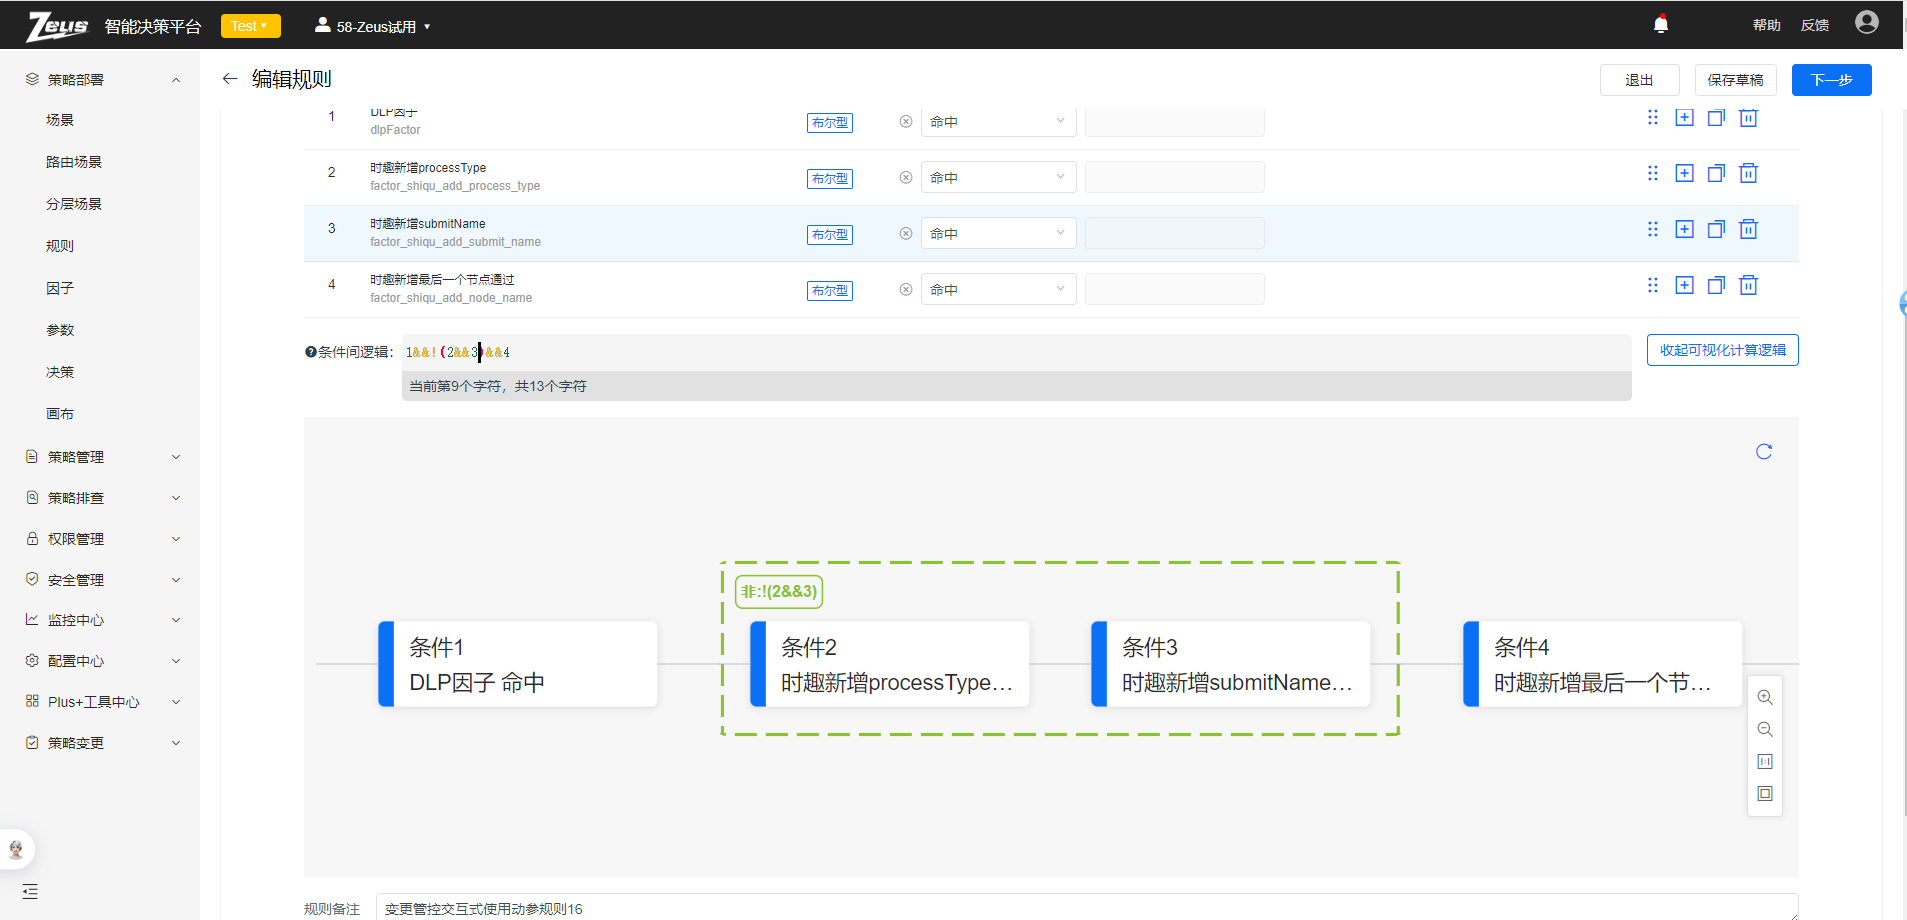 Zeus 智能决策平台 Test 58-Zeus试用 帮助 反馈
策略部署
场景
路由场景
分层场景
规则
因子
参数
决策
画布
策略管理
策略排查
权限管理
安全管理
监控中心
配置中心
Plus+工具中心
策略变更
编辑规则 退出 保存草稿 下一步
1 DLP因子 布尔型 命中
dlpFactor
2 时趣新增processType 布尔型 命中
factor_shiqu_add_process_type
3 时趣新增submitName 布尔型 命中
factor_shiqu_add_submit_name
4 时趣新增最后一个节点通过 布尔型 命中
factor_shiqu_add_node_name
条件间逻辑: 1&&!(2&&3)&&4 收起可视化计算逻辑
当前第9个字符，共13个字符
非:!(2&&3)
条件1
DLP因子 命中
条件2
时趣新增processType...
条件3
时趣新增submitName...
条件4
时趣新增最后一个节...
规则备注 变更管控交互式使用动参规则16